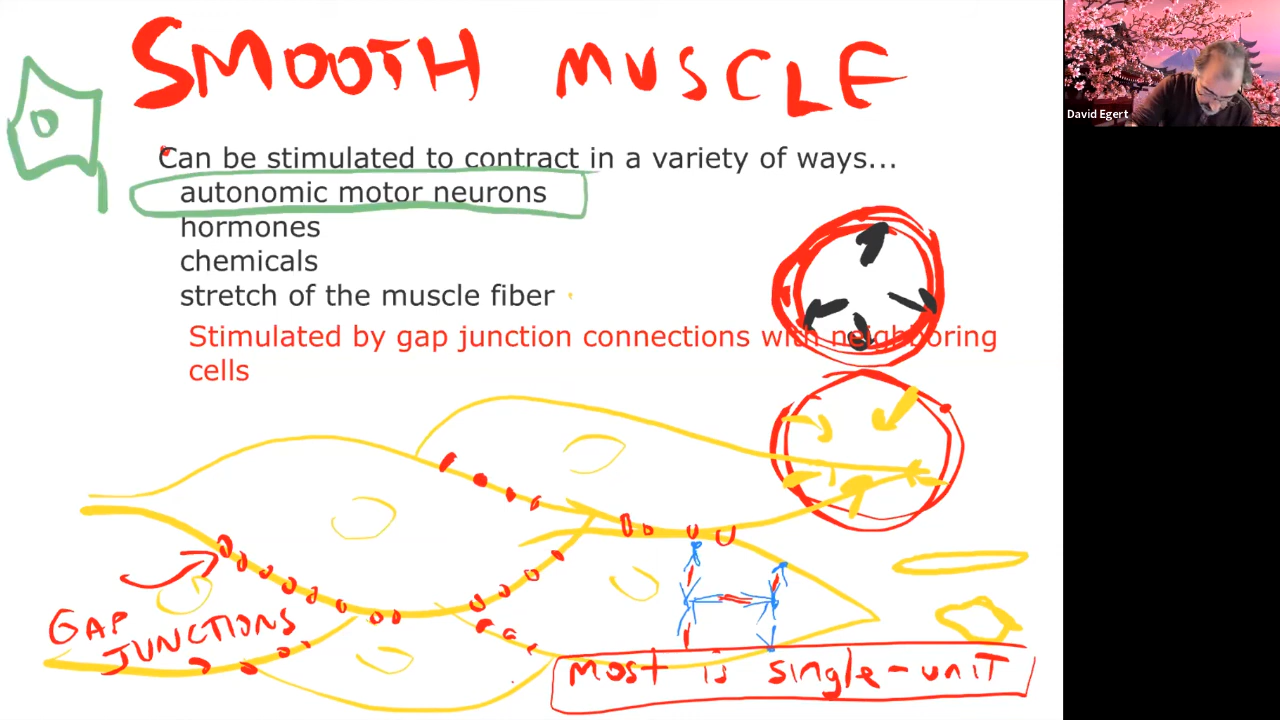 SMOOTH MUSCLE
David Egert
Can be stimulated to contract in a variety of ways...
autonomic motor neurons
hormones
chemicals
stretch of the muscle fiber
Stimulated by gap junction connections with neighboring
cells
GAP
JUNCTIONS
most is single-unit